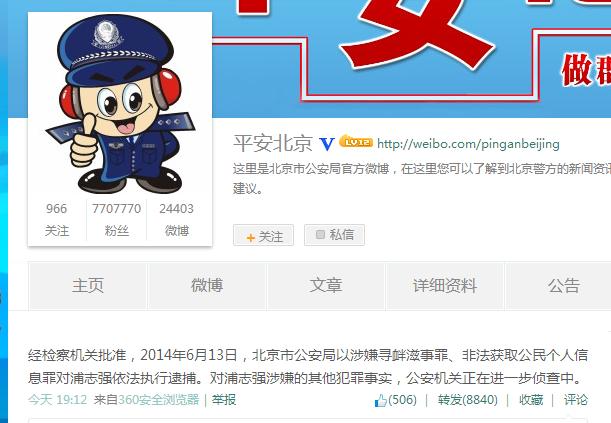 安
做群
平安北京 V LV12 http://weibo.com/pinganbeijing
这里是北京市公安局官方微博，在这里您可以了解到北京警方的新闻资讯
建议。
966 7707770 24403
关注 粉丝 微博
+关注 私信
主页 微博 文章 详细资料 公告
经检察机关批准，2014年6月13日，北京市公安局以涉嫌寻衅滋事罪、非法获取公民个人信
息罪对浦志强依法执行逮捕。对浦志强涉嫌的其他犯罪事实，公安机关正在进一步侦查中。
今天 19:12 来自360安全浏览器 | 举报 (506) | 转发(8840) | 收藏 | 评论